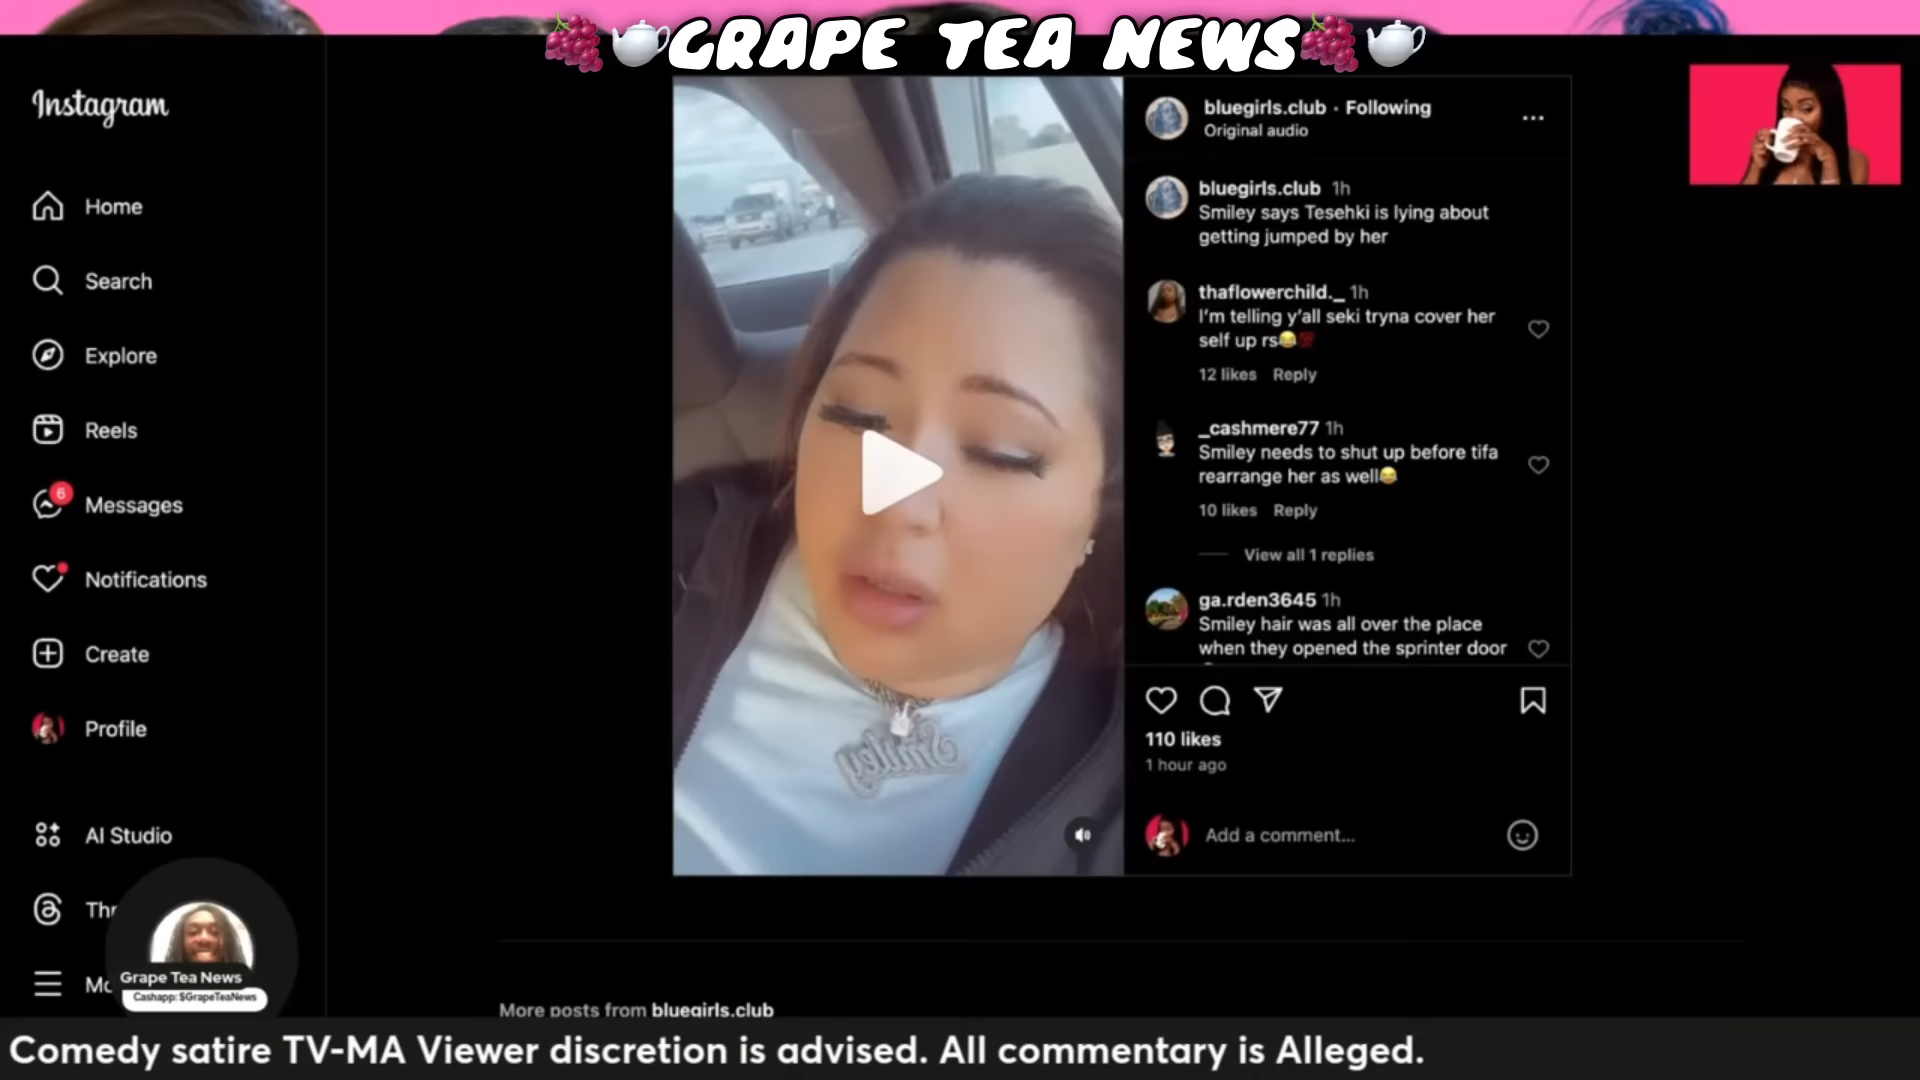 GRAPE TEA NEWS
Instagram
Home
Search
Explore
Reels
6
Messages
Notifications
Create
Profile
AI Studio
Grape Tea News
Cashapp: $GrapeTeaNews
Smiley
bluegirls.club · Following
Original audio
bluegirls.club 1h
Smiley says Tesehki is lying about
getting jumped by her
thaflowerchild._ 1h
I'm telling y'all seki tryna cover her
self up rs😂💯
12 likes Reply
_cashmere77 1h
Smiley needs to shut up before tifa
rearrange her as well😂
10 likes Reply
View all 1 replies
ga.rden3645 1h
Smiley hair was all over the place
when they opened the sprinter door
110 likes
1 hour ago
Add a comment...
More posts from bluegirls.club
Comedy satire TV-MA Viewer discretion is advised. All commentary is Alleged.